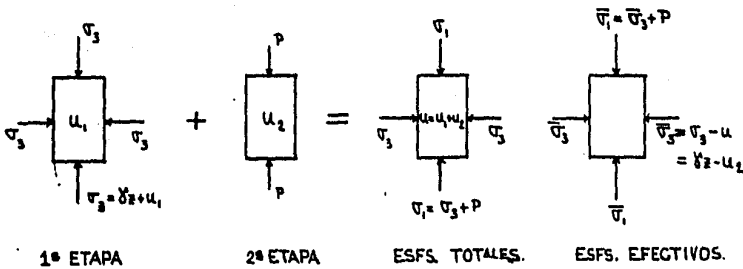 σ₃
P
σ₁
σ̅₁ = σ̅₃ + P
σ₃ U₁ σ₃ + U₂ = σ₃ U=U₁+U₂ σ₃ σ̅₃ σ̅₃ = σ₃ - u
= γz - u₂
σ₃ = γz + u₁
P
σ₁ = σ₃ + P
σ̅₁
1ª ETAPA 2ª ETAPA ESFS. TOTALES. ESFS. EFECTIVOS.